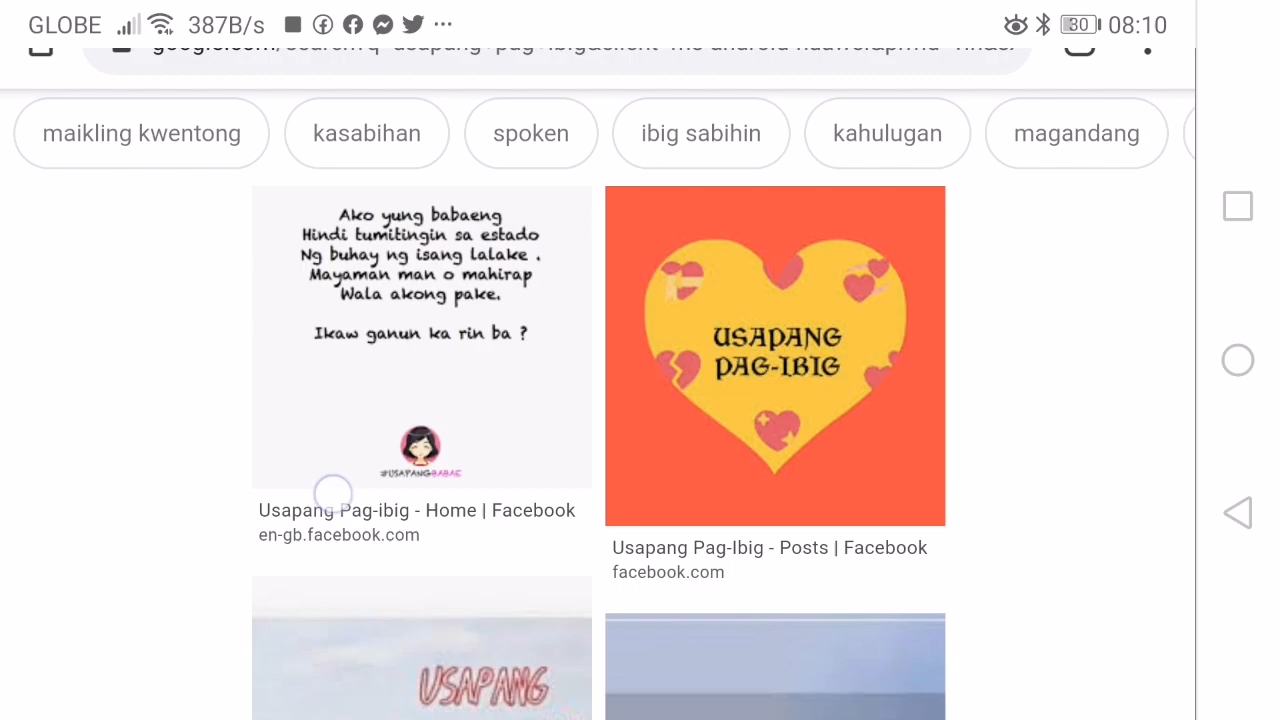 GLOBE 387B/s 30 08:10
maikling kwentong kasabihan spoken ibig sabihin kahulugan magandang
Ako yung babaeng
Hindi tumitingin sa estado
Ng buhay ng isang lalake .
Mayaman man o mahirap
Wala akong pake.
Ikaw ganun ka rin ba ?
#USAPANGBABAE
Usapang Pag-ibig - Home | Facebook
en-gb.facebook.com
USAPANG
PAG-IBIG
Usapang Pag-Ibig - Posts | Facebook
facebook.com
USAPANG